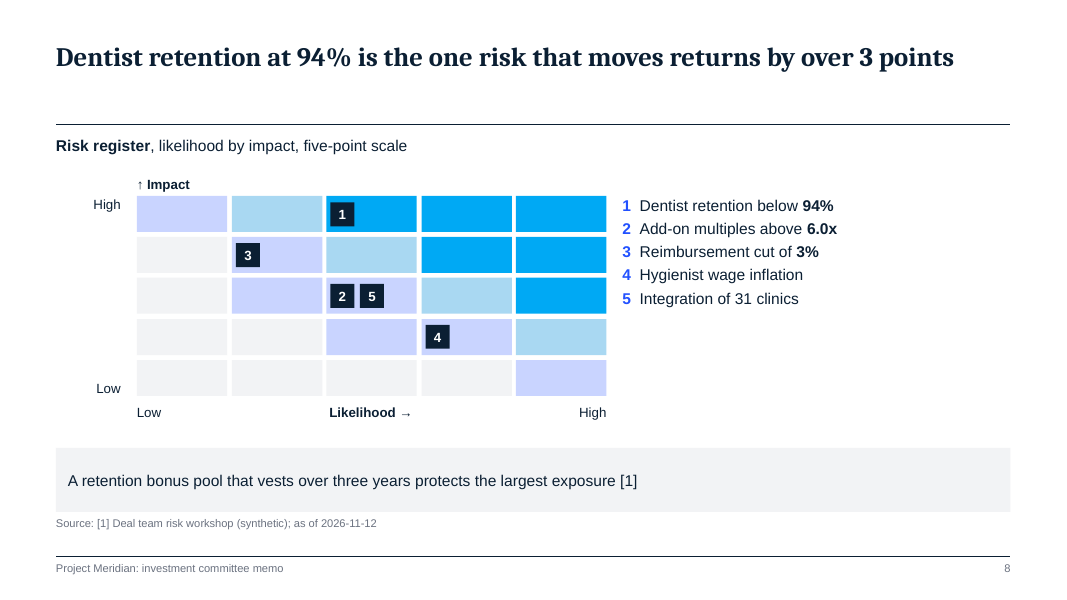 Dentist retention at 94% is the one risk that moves returns by over 3 points
Risk register, likelihood by impact, five-point scale
↑ Impact
High
1
3
2 5
4
Low
Low Likelihood → High
1 Dentist retention below 94%
2 Add-on multiples above 6.0x
3 Reimbursement cut of 3%
4 Hygienist wage inflation
5 Integration of 31 clinics
A retention bonus pool that vests over three years protects the largest exposure [1]
Source: [1] Deal team risk workshop (synthetic); as of 2026-11-12
Project Meridian: investment committee memo 8